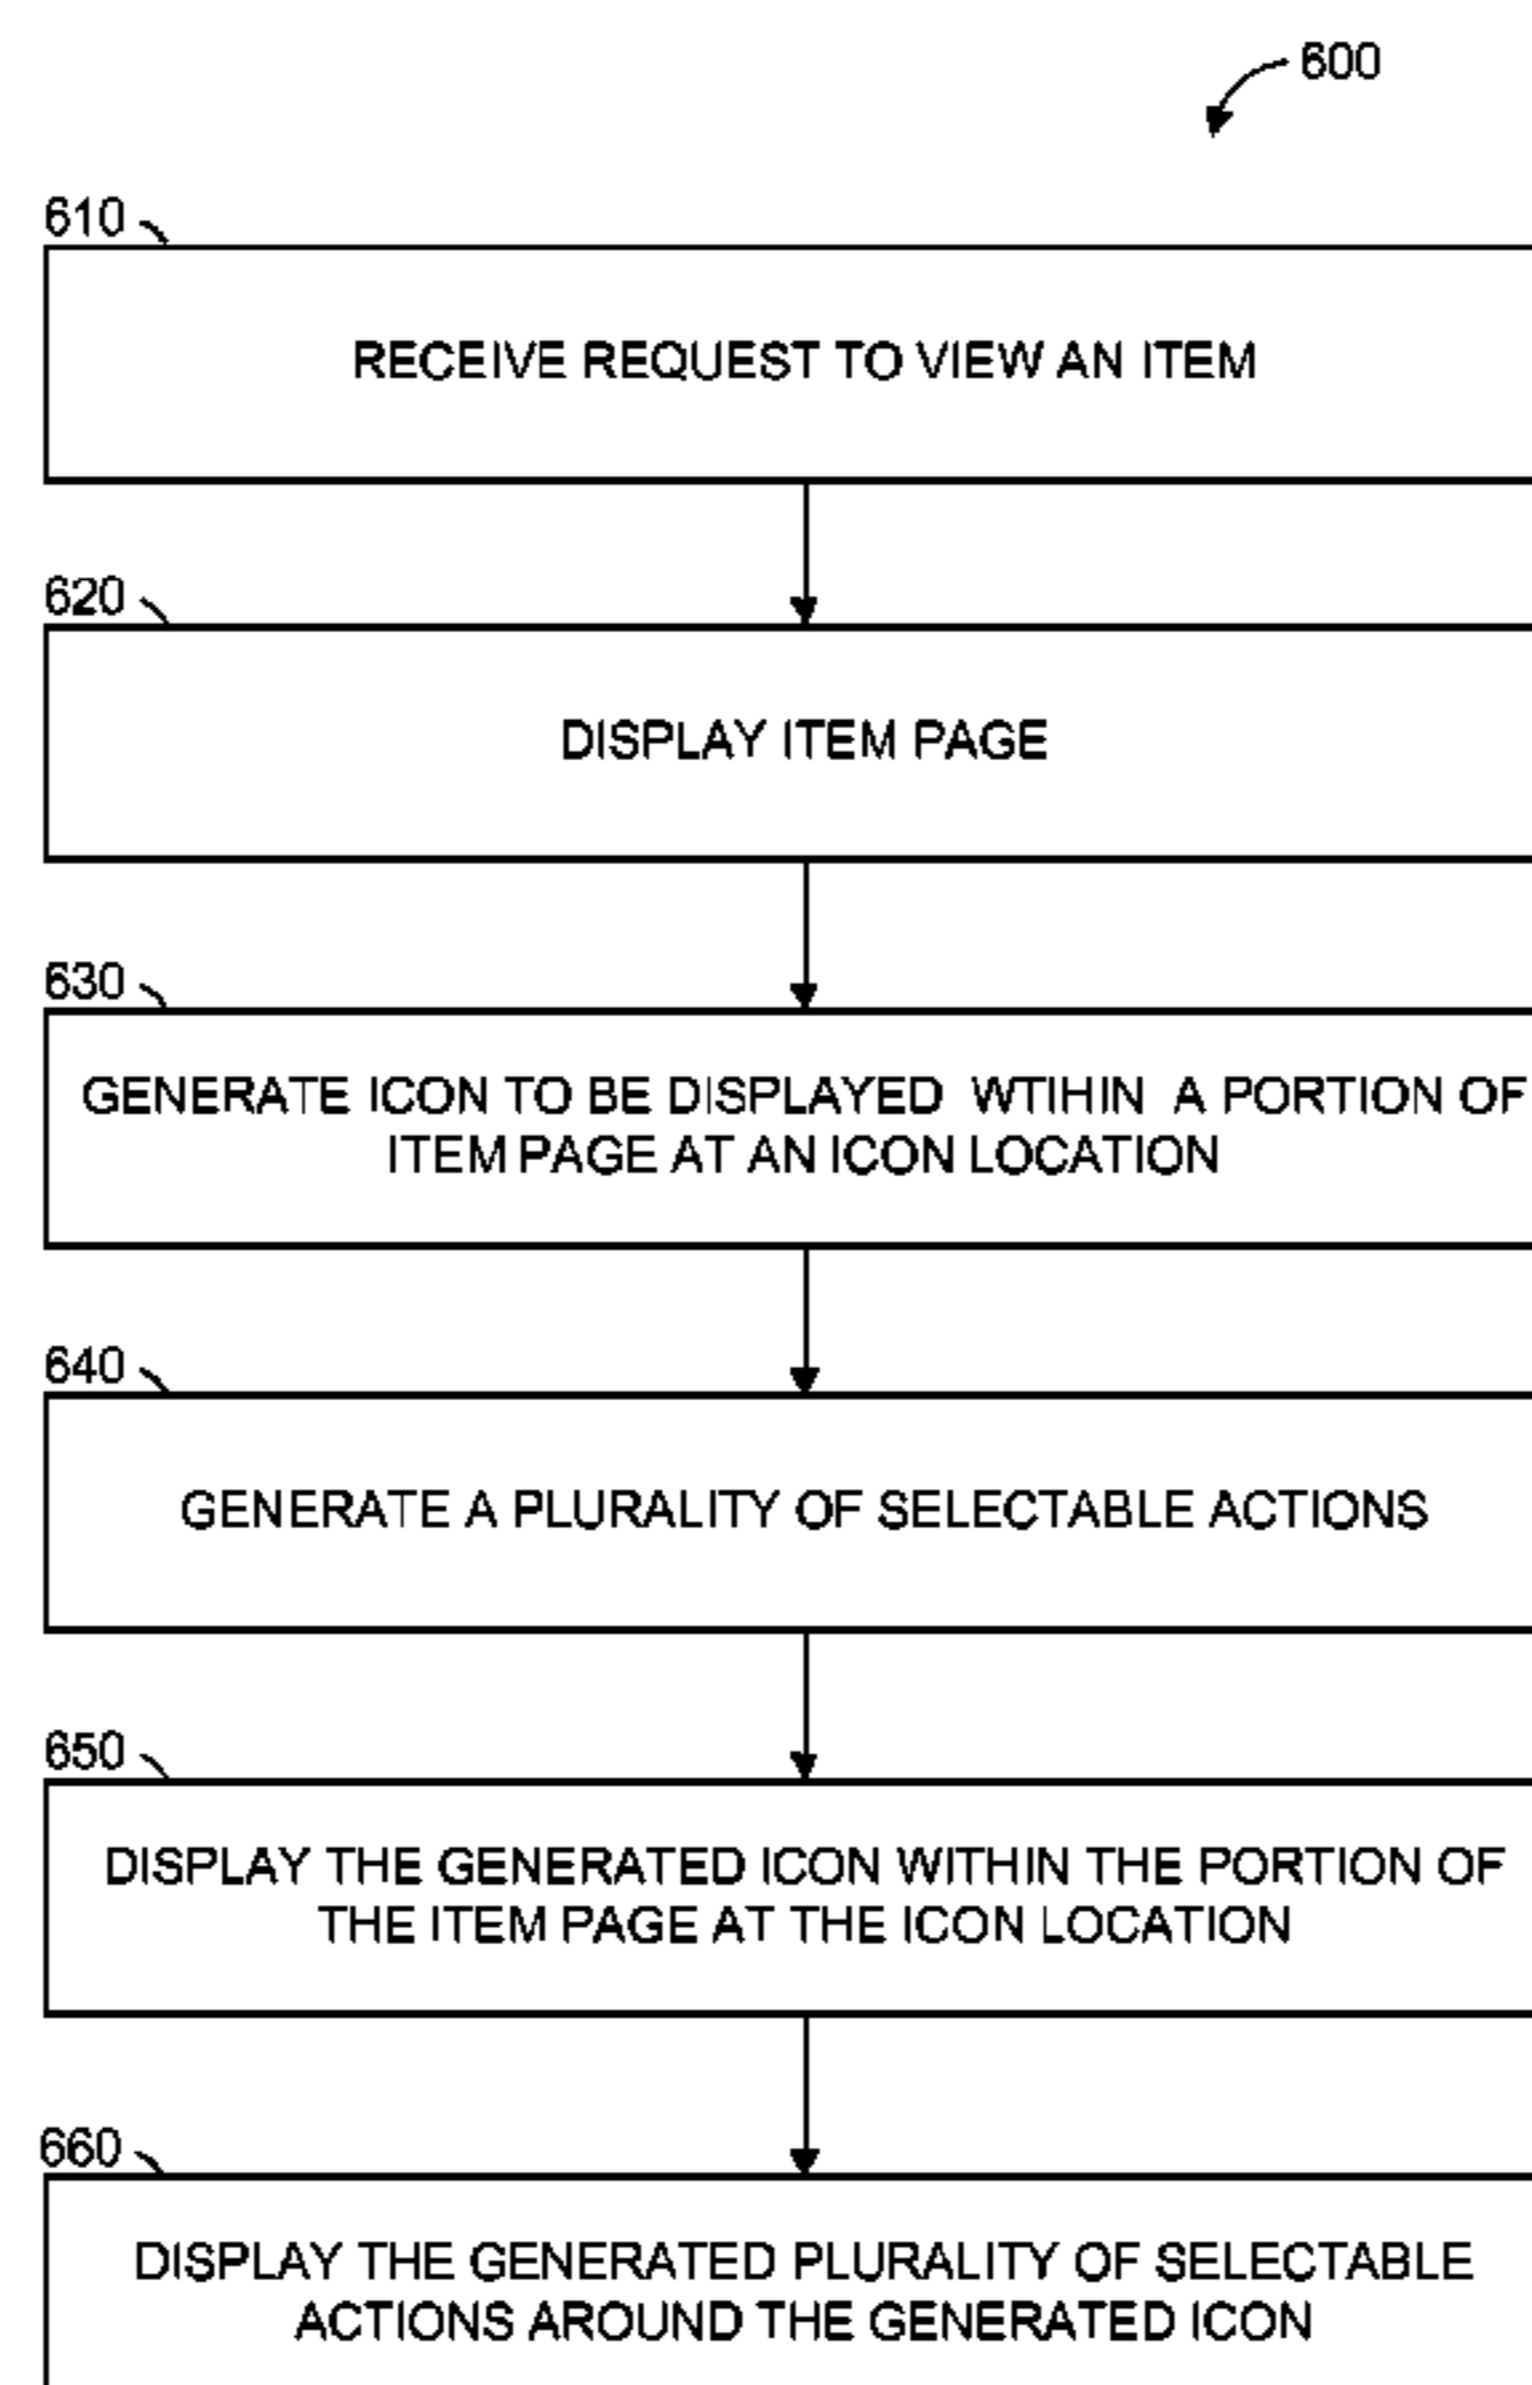 600
610
RECEIVE REQUEST TO VIEW AN ITEM
620
DISPLAY ITEM PAGE
630
GENERATE ICON TO BE DISPLAYED WTIHIN A PORTION OF
ITEM PAGE AT AN ICON LOCATION
640
GENERATE A PLURALITY OF SELECTABLE ACTIONS
650
DISPLAY THE GENERATED ICON WITHIN THE PORTION OF
THE ITEM PAGE AT THE ICON LOCATION
660
DISPLAY THE GENERATED PLURALITY OF SELECTABLE
ACTIONS AROUND THE GENERATED ICON